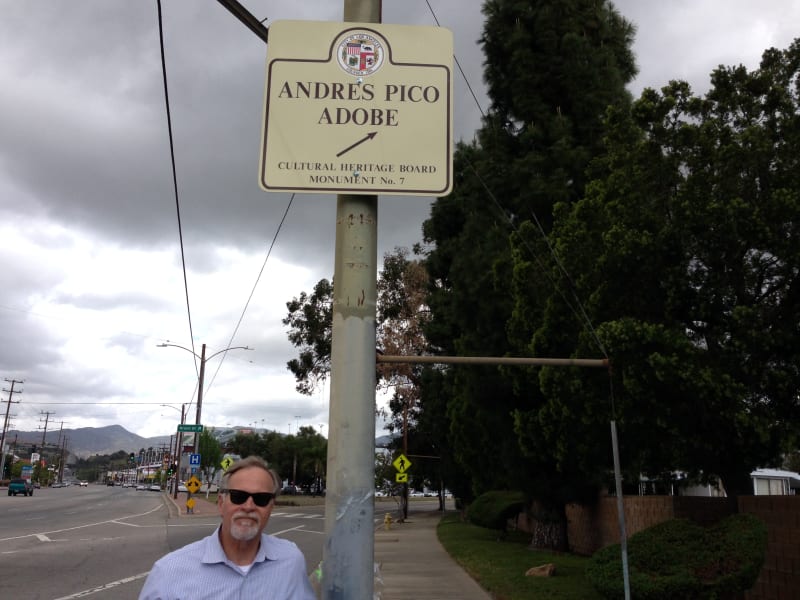 ANDRES PICO
ADOBE
CULTURAL HERITAGE BOARD
MONUMENT No. 7
H